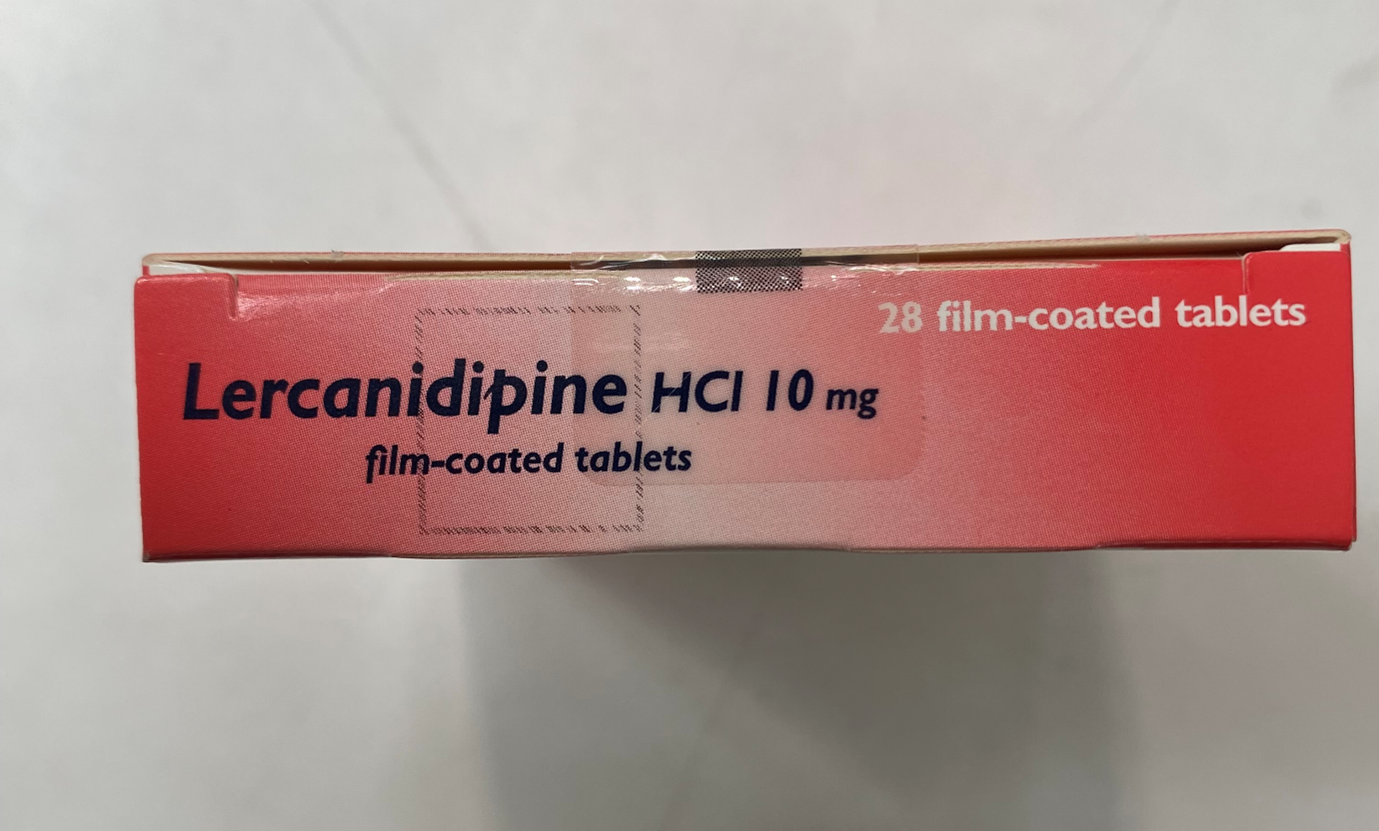 28 film-coated tablets
Lercanidipine HCl 10 mg
film-coated tablets